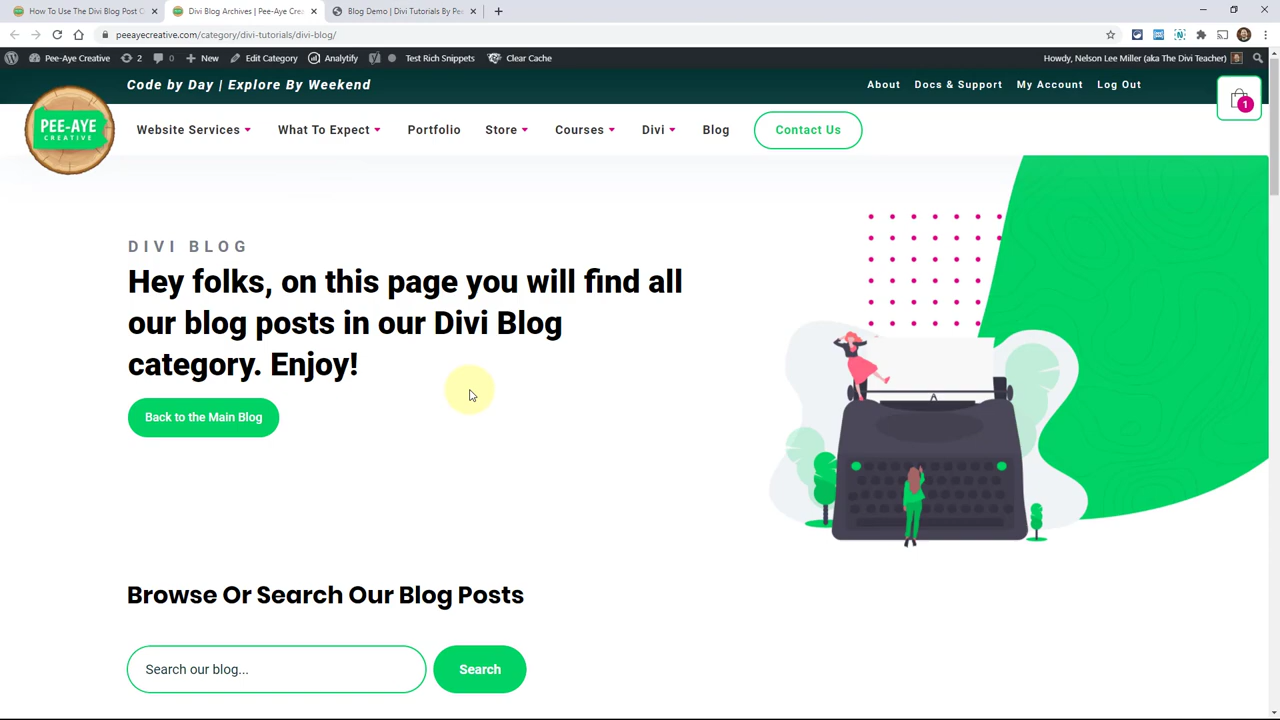 How To Use The Divi Blog Post C
Divi Blog Archives | Pee-Aye Crea
Blog Demo | Divi Tutorials By Pe
peeayecreative.com/category/divi-tutorials/divi-blog/
Pee-Aye Creative
2
0
New
Edit Category
Analytify
Test Rich Snippets
Clear Cache
Howdy, Nelson Lee Miller (aka The Divi Teacher)
Code by Day | Explore By Weekend
About
Docs & Support
My Account
Log Out
1
PEE-AYE
CREATIVE
Website Services
What To Expect
Portfolio
Store
Courses
Divi
Blog
Contact Us
DIVI BLOG
Hey folks, on this page you will find all
our blog posts in our Divi Blog
category. Enjoy!
Back to the Main Blog
Browse Or Search Our Blog Posts
Search our blog...
Search